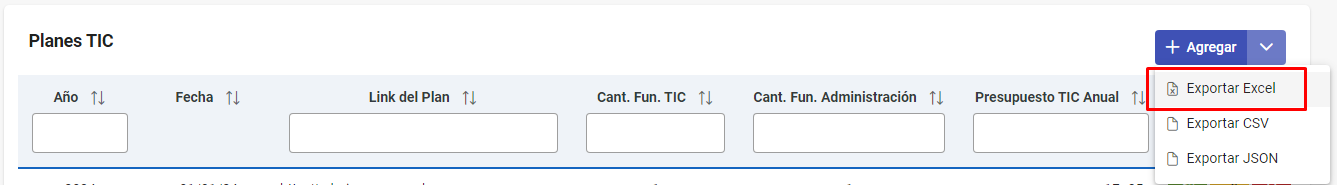 Planes TIC
Agregar
Año Fecha Link del Plan Cant. Fun. TIC Cant. Fun. Administración Presupuesto TIC Anual
Exportar Excel
Exportar CSV
Exportar JSON